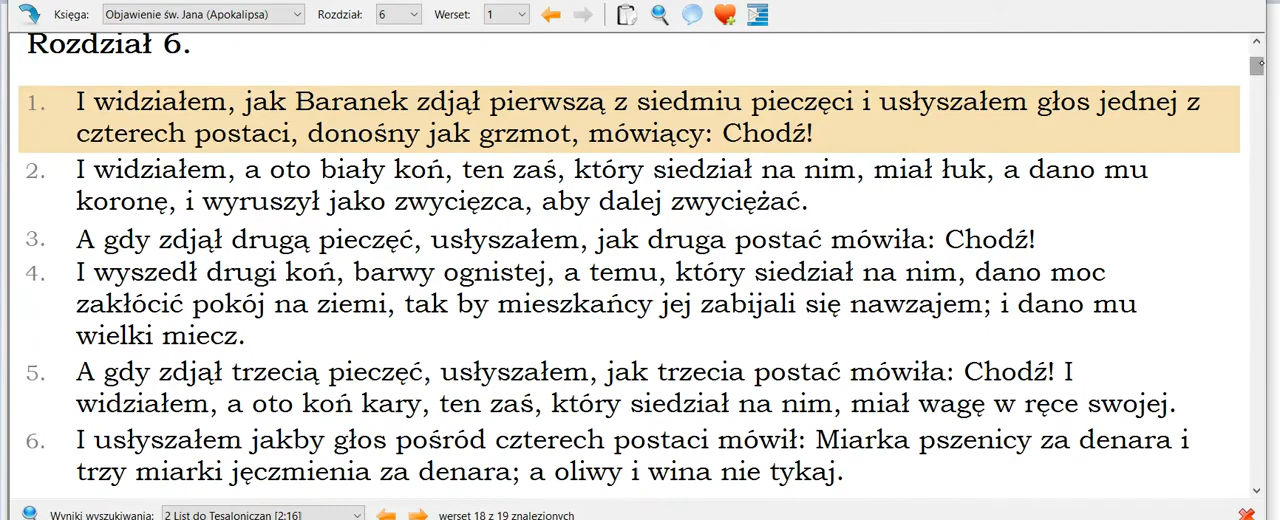 Księga: Objawienie św. Jana (Apokalipsa) Rozdział: 6 Werset: 1
Rozdział 6.
1. I widziałem, jak Baranek zdjął pierwszą z siedmiu pieczęci i usłyszałem głos jednej z
czterech postaci, donośny jak grzmot, mówiący: Chodź!
2. I widziałem, a oto biały koń, ten zaś, który siedział na nim, miał łuk, a dano mu
koronę, i wyruszył jako zwycięzca, aby dalej zwyciężać.
3. A gdy zdjął drugą pieczęć, usłyszałem, jak druga postać mówiła: Chodź!
4. I wyszedł drugi koń, barwy ognistej, a temu, który siedział na nim, dano moc
zakłócić pokój na ziemi, tak by mieszkańcy jej zabijali się nawzajem; i dano mu
wielki miecz.
5. A gdy zdjął trzecią pieczęć, usłyszałem, jak trzecia postać mówiła: Chodź! I
widziałem, a oto koń kary, ten zaś, który siedział na nim, miał wagę w ręce swojej.
6. I usłyszałem jakby głos pośród czterech postaci mówił: Miarka pszenicy za denara i
trzy miarki jęczmienia za denara; a oliwy i wina nie tykaj.
Wyniki wyszukiwania: 2 List do Tesaloniczan [2:16] werset 18 z 19 znalezionych